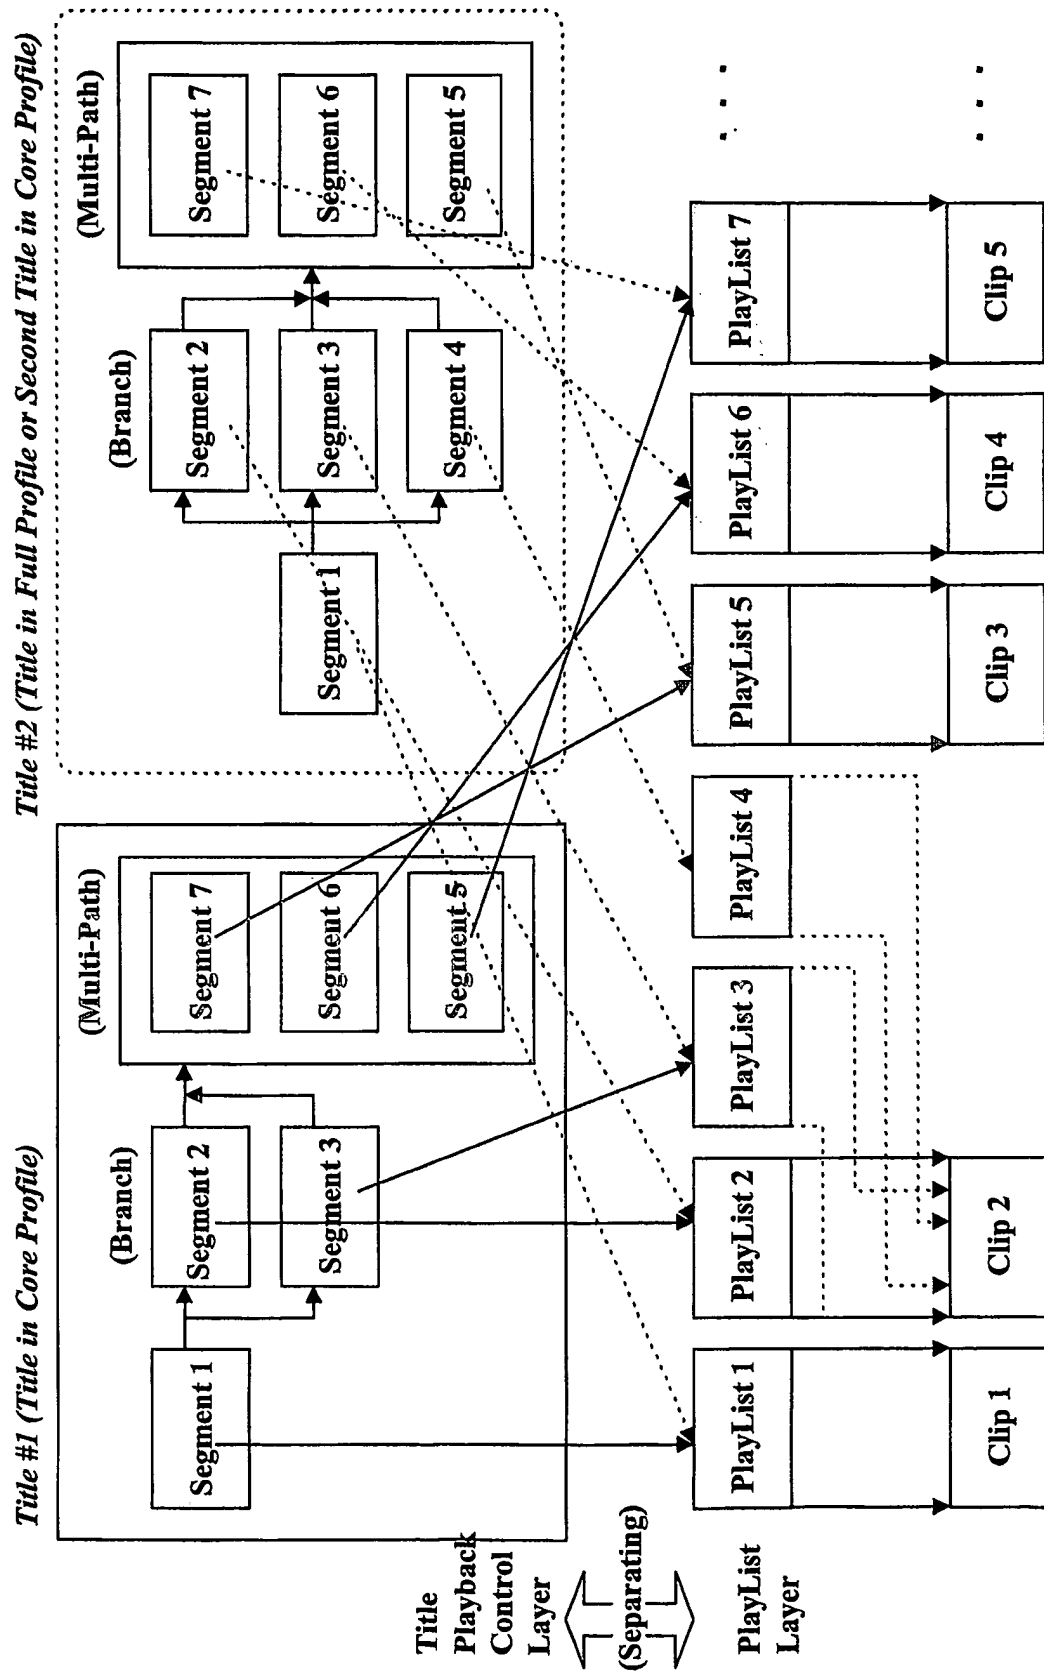 Title #1 (Title in Core Profile)
(Branch)
(Multi-Path)
Segment 1
Segment 2
Segment 3
Segment 7
Segment 6
Segment 5
Title #2 (Title in Full Profile or Second Title in Core Profile)
(Branch)
(Multi-Path)
Segment 1
Segment 2
Segment 3
Segment 4
Segment 7
Segment 6
Segment 5
Title
Playback
Control
Layer
(Separating)
PlayList
Layer
PlayList 1
PlayList 2
PlayList 3
PlayList 4
PlayList 5
PlayList 6
PlayList 7
. . .
Clip 1
Clip 2
Clip 3
Clip 4
Clip 5
. . .